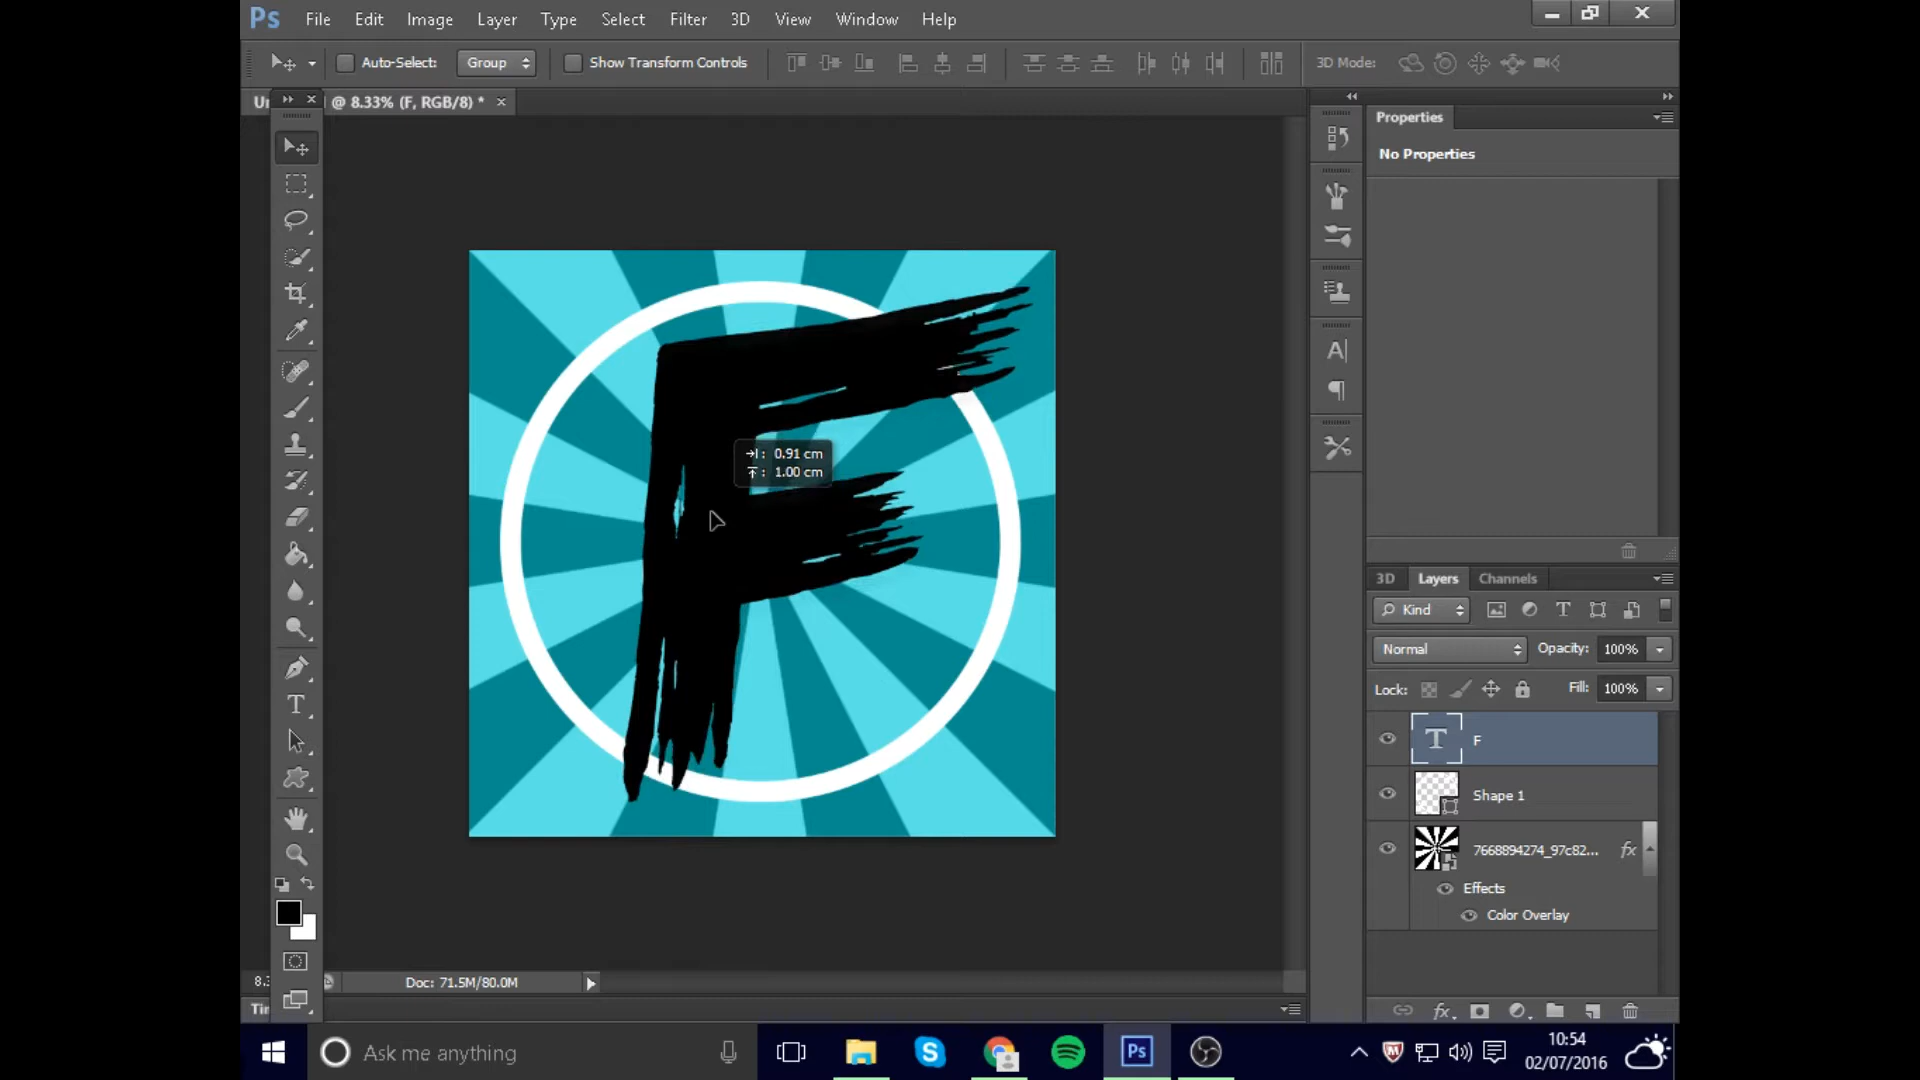 Ps File Edit Image Layer Type Select Filter 3D View Window Help
Auto-Select: Group Show Transform Controls 3D Mode:
@ 8.33% (F, RGB/8) *
Properties
No Properties
F
0.91 cm
1.00 cm
3D Layers Channels
Kind
Normal Opacity: 100%
Lock: Fill: 100%
T F
Shape 1
7668894274_97c82... fx
Effects
Color Overlay
Doc: 71.5M/80.0M
Ask me anything
Ps
10:54
02/07/2016